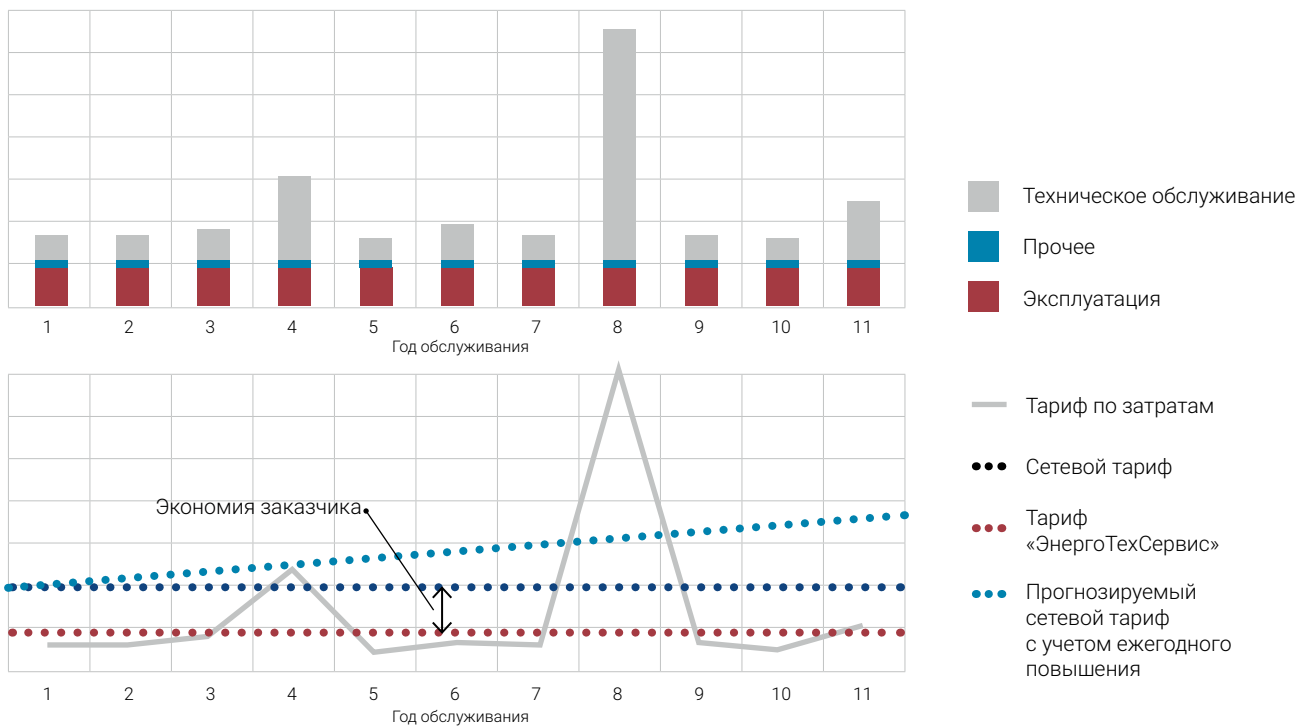 Техническое обслуживание
Прочее
Эксплуатация
1 2 3 4 5 6 7 8 9 10 11
Год обслуживания
Тариф по затратам
Сетевой тариф
Экономия заказчика
Тариф
«ЭнергоТехСервис»
Прогнозируемый
сетевой тариф
с учетом ежегодного
повышения
1 2 3 4 5 6 7 8 9 10 11
Год обслуживания